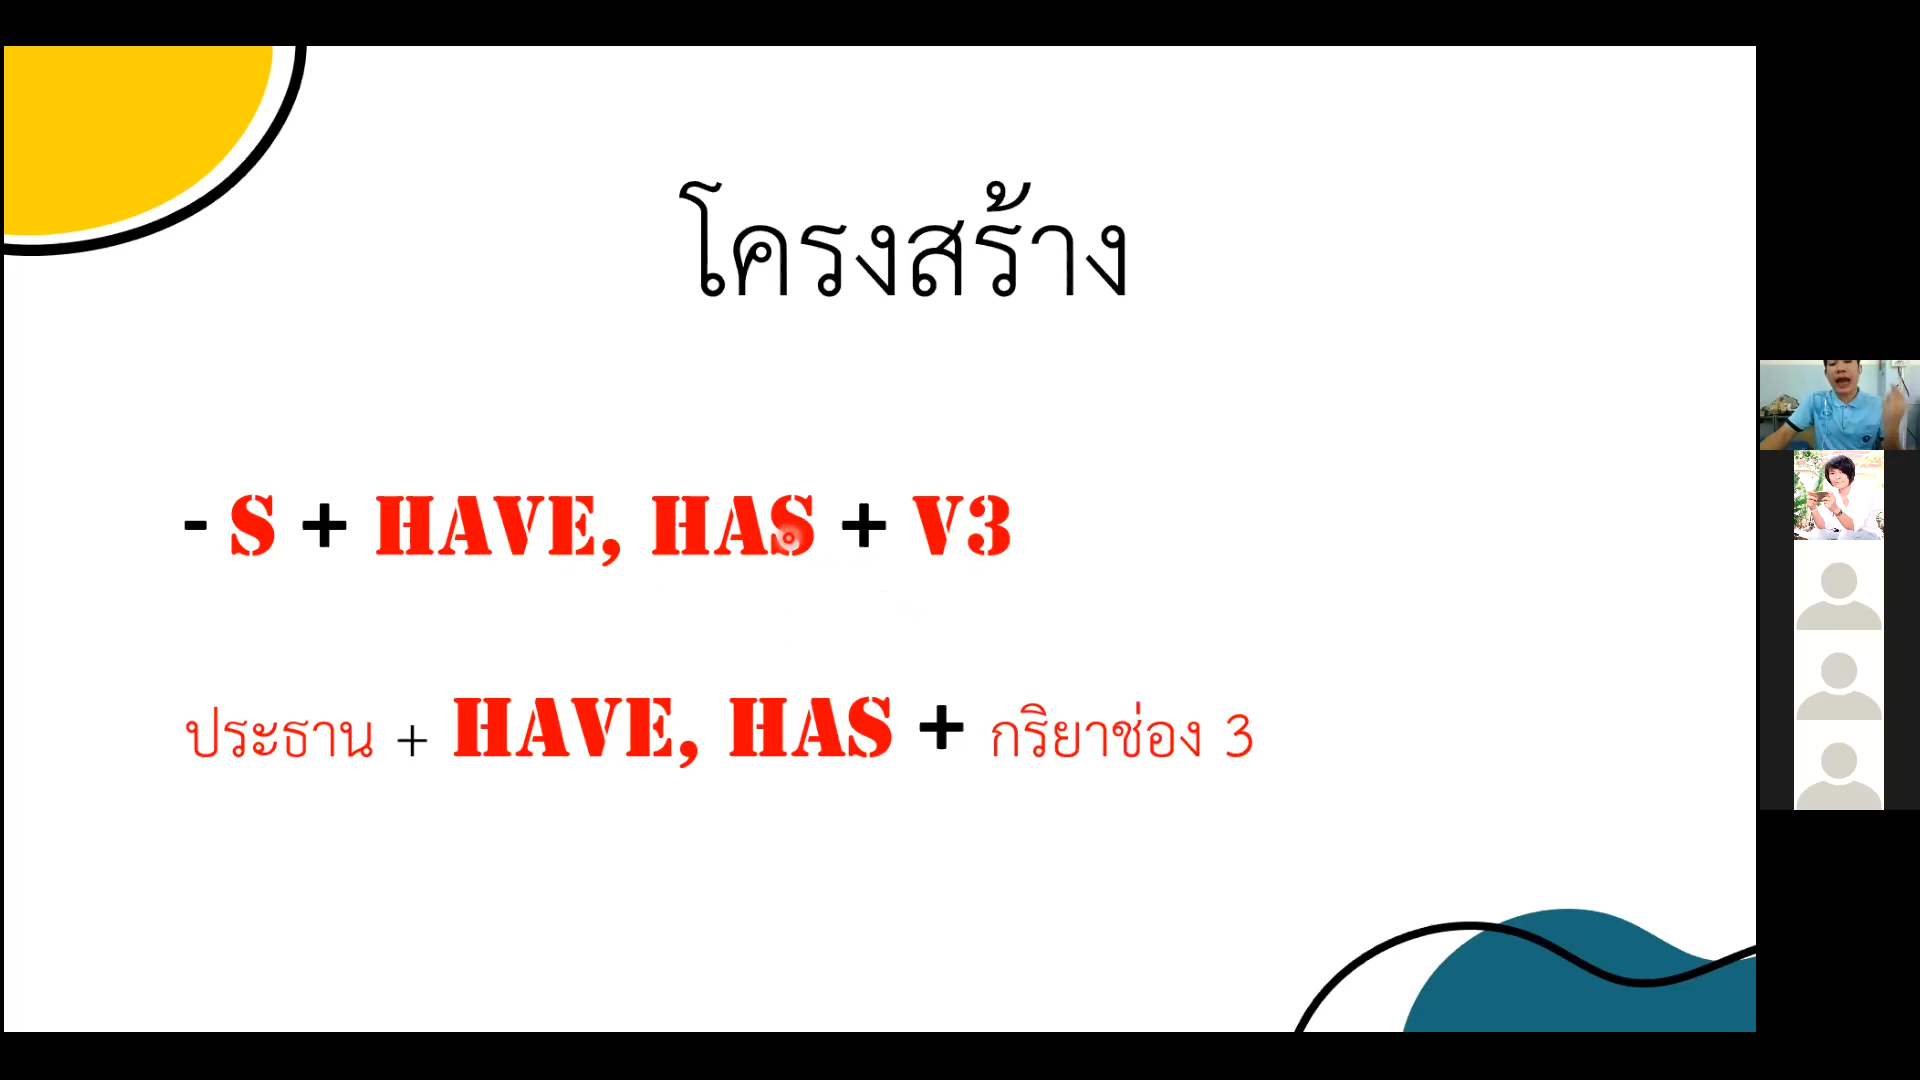 โครงสร้าง
- S + HAVE, HAS + V3
ประธาน + HAVE, HAS + กริยาช่อง 3